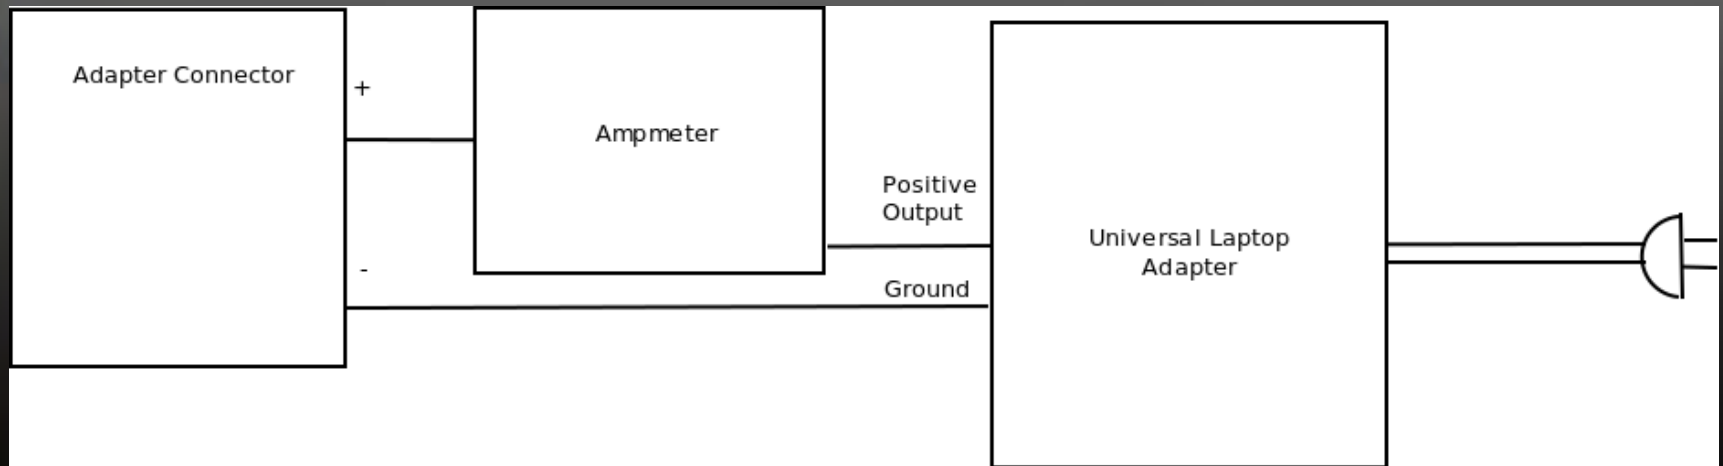 Adapter Connector
+
Ampmeter
Positive
Output
Universal Laptop
Adapter
-
Ground